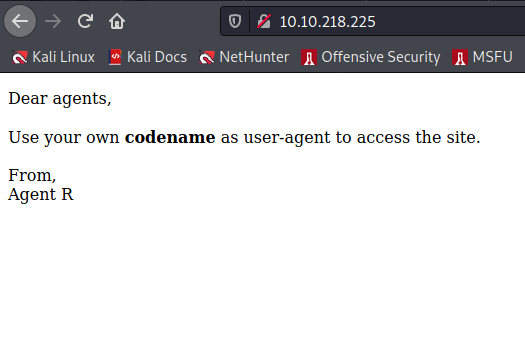 10.10.218.225
Kali Linux Kali Docs NetHunter Offensive Security MSFU
Dear agents,
Use your own codename as user-agent to access the site.
From,
Agent R